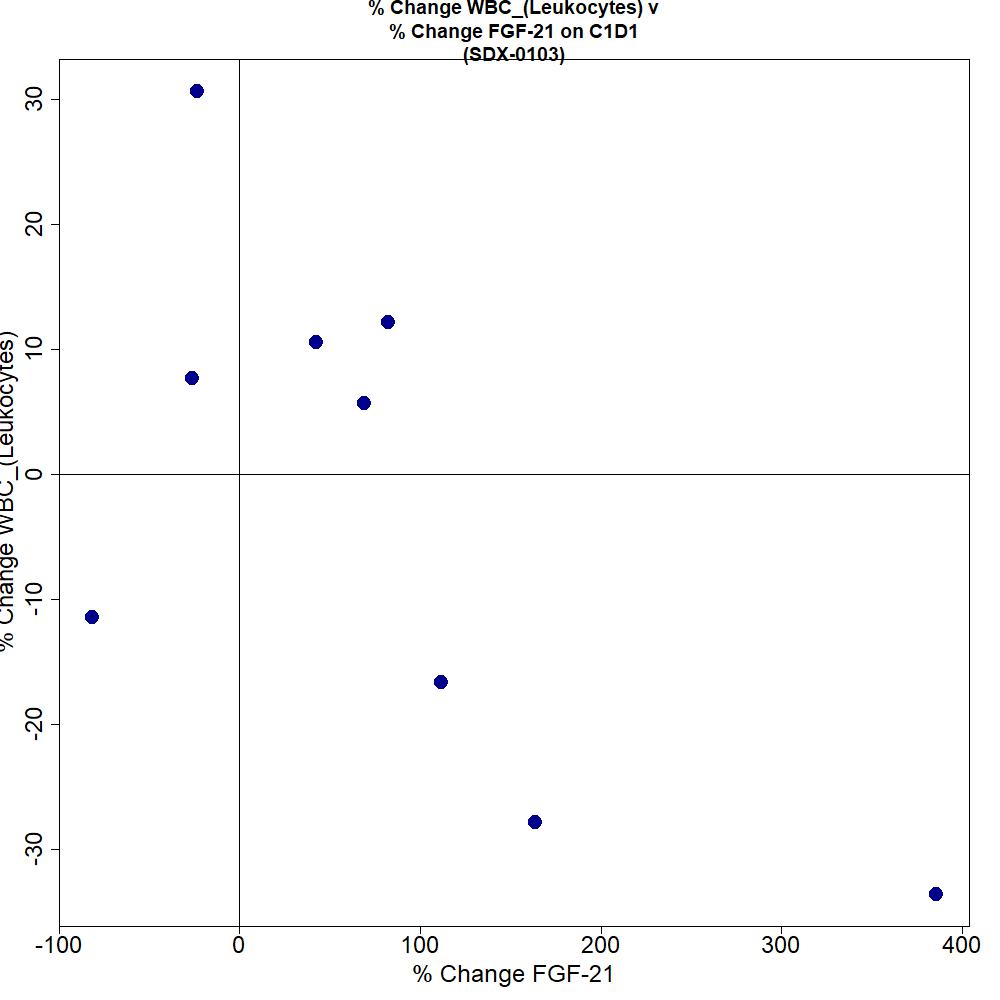 % Change WBC_(Leukocytes) v
% Change FGF-21 on C1D1
(SDX-0103)
% Change WBC_(Leukocytes)
30
20
10
0
-10
-20
-30
-100 0 100 200 300 400
% Change FGF-21